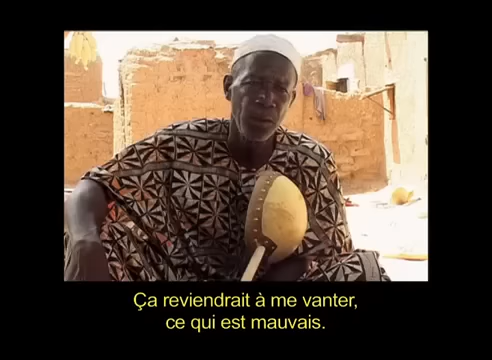 Ça reviendrait à me vanter,
ce qui est mauvais.